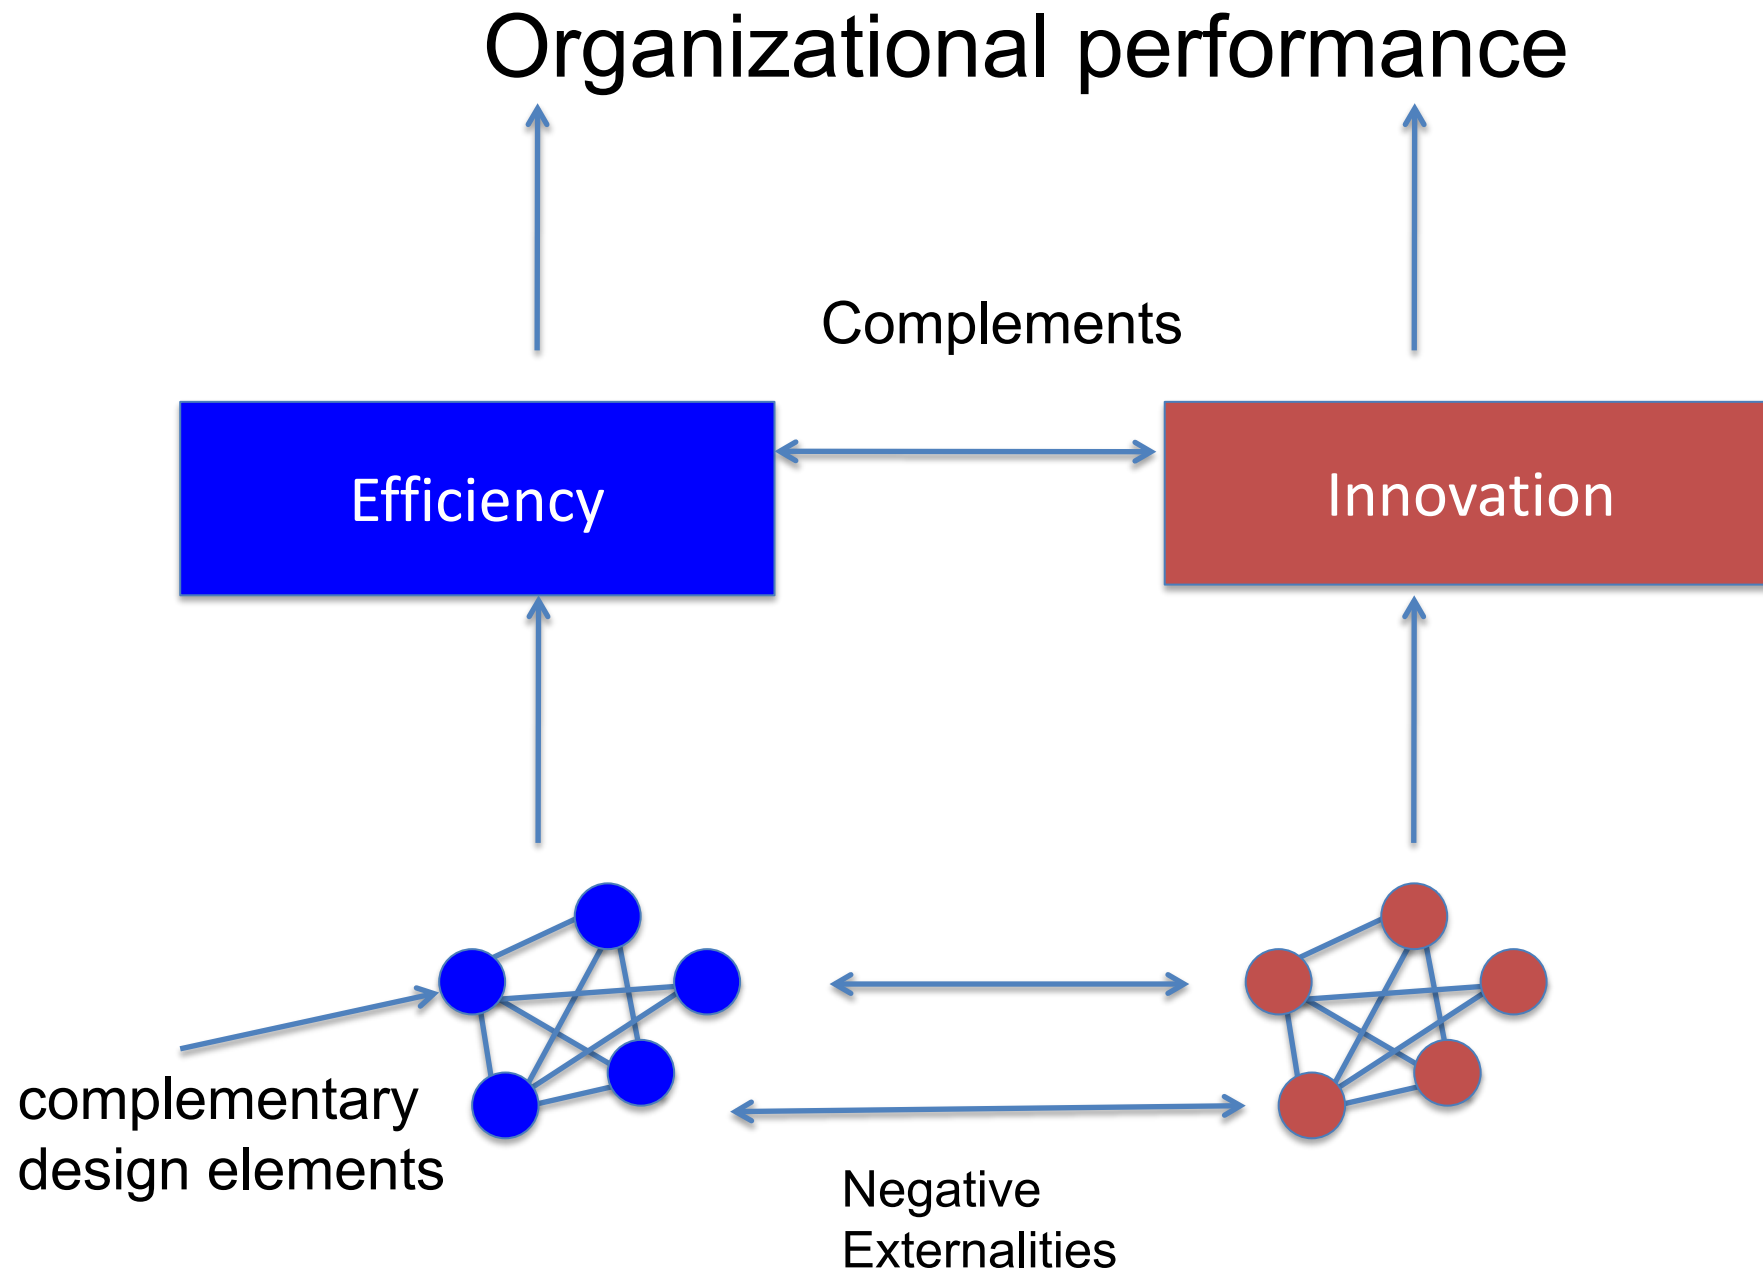 Organizational performance
Complements
Efficiency
Innovation
complementary
design elements
Negative
Externalities